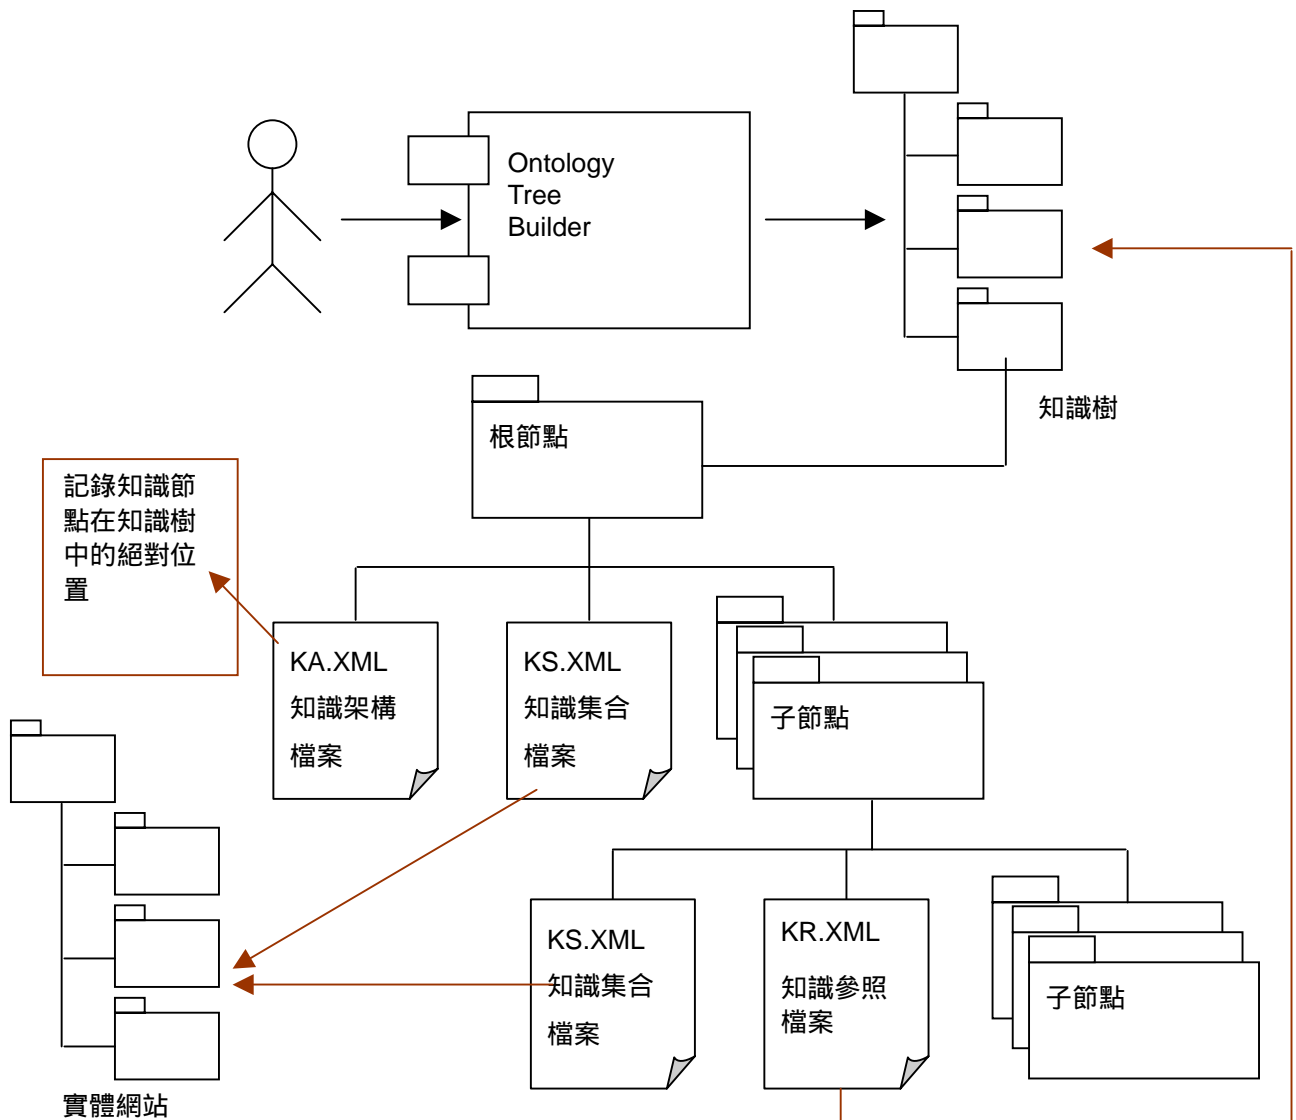 Ontology
Tree
Builder
知識樹
根節點
記錄知識節
點在知識樹
中的絕對位
置
KA.XML
知識架構
檔案
KS.XML
知識集合
檔案
子節點
KS.XML
知識集合
檔案
KR.XML
知識參照
檔案
子節點
實體網站